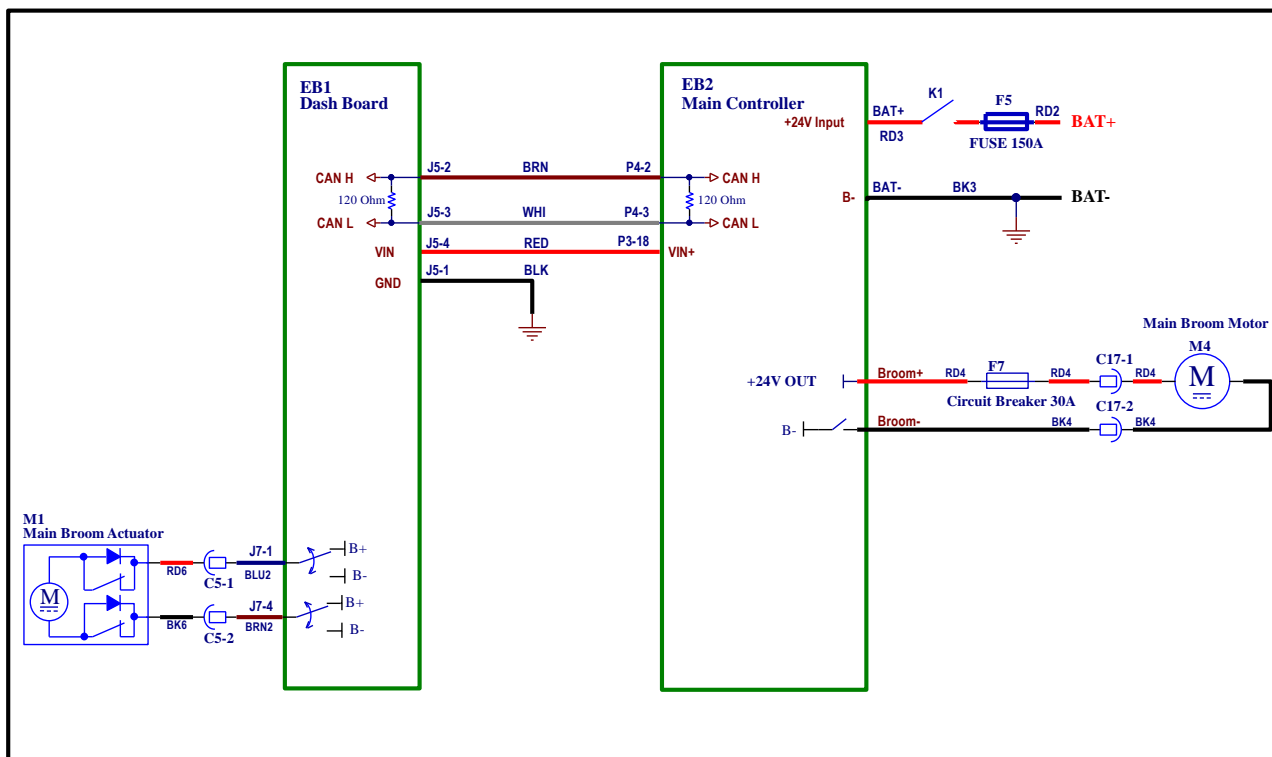 EB1
Dash Board
EB2
Main Controller
+24V Input
BAT+
RD3
K1
F5
FUSE 150A
RD2
BAT+
B-
BAT-
BK3
BAT-
CAN H
J5-2
BRN
P4-2
CAN H
120 Ohm
120 Ohm
CAN L
J5-3
WHI
P4-3
CAN L
VIN
J5-4
RED
P3-18
VIN+
GND
J5-1
BLK
Main Broom Motor
M4
M
+24V OUT
Broom+
RD4
F7
RD4
C17-1
RD4
Circuit Breaker 30A
C17-2
B-
Broom-
BK4
BK4
M1
Main Broom Actuator
M
RD6
C5-1
J7-1
BLU2
B+
B-
BK6
C5-2
J7-4
BRN2
B+
B-